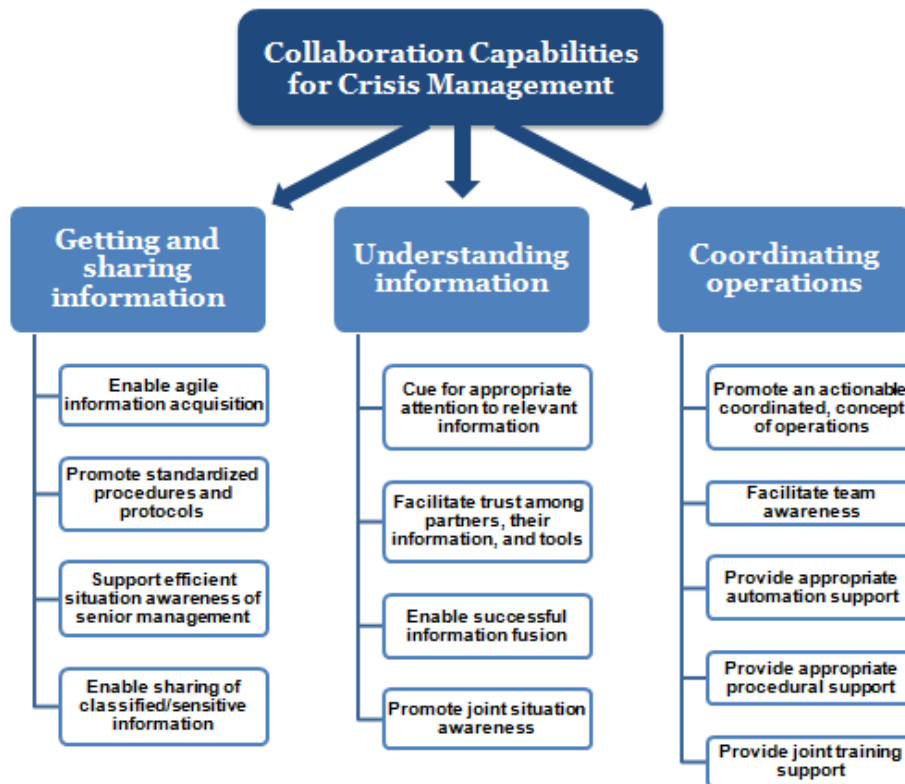 Collaboration Capabilities
for Crisis Management
Getting and
sharing
information
Enable agile
information acquisition
Promote standardized
procedures and
protocols
Support efficient
situation awareness of
senior management
Enable sharing of
classified/sensitive
information
Understanding
information
Cue for appropriate
attention to relevant
information
Facilitate trust among
partners, their
information, and tools
Enable successful
information fusion
Promote joint situation
awareness
Coordinating
operations
Promote an actionable,
coordinated, concept
of operations
Facilitate team
awareness
Provide appropriate
automation support
Provide appropriate
procedural support
Provide joint training
support